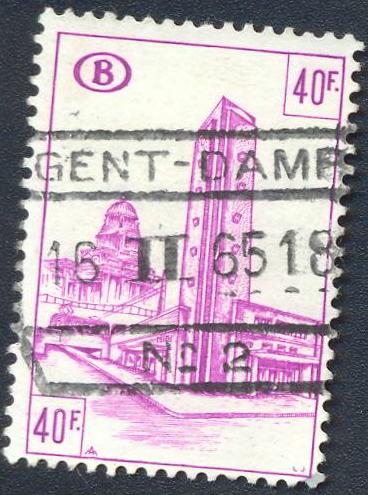 B
40F.
GENT-DAMP
16 II 65 18
No 2
40F.